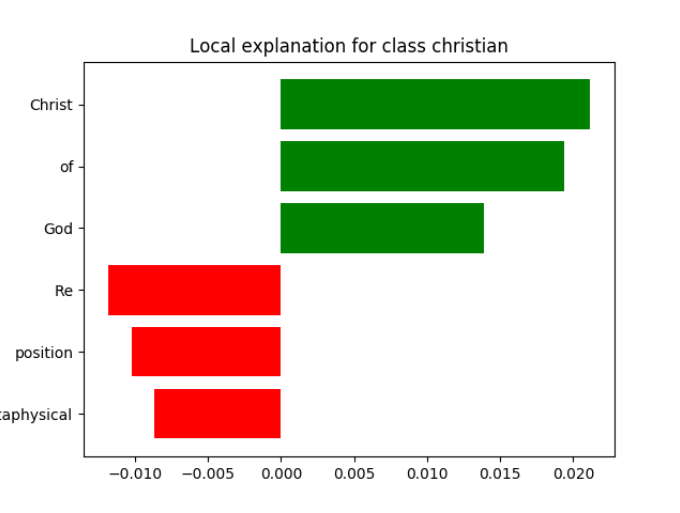 Local explanation for class christian
Christ
of
God
Re
position
taphysical
−0.010 −0.005 0.000 0.005 0.010 0.015 0.020